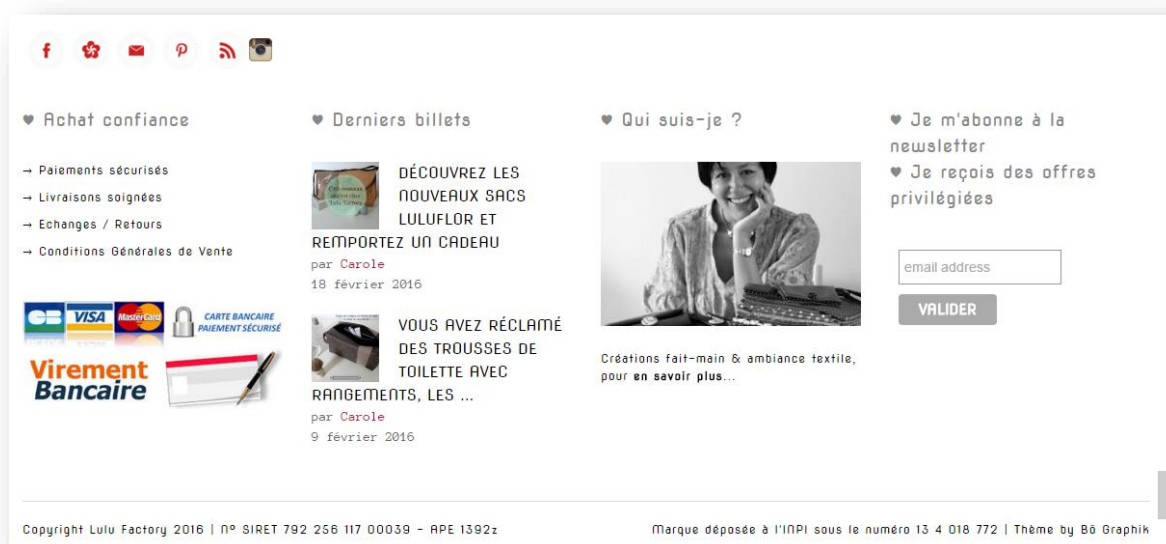 ♥ Achat confiance
→ Paiements sécurisés
→ Livraisons soignées
→ Echanges / Retours
→ Conditions Générales de Vente
CB VISA MasterCard CARTE BANCAIRE
PAIEMENT SÉCURISÉ
Virement
Bancaire
♥ Derniers billets
DÉCOUVREZ LES
NOUVEAUX SACS
LULUFLOR ET
REMPORTEZ UN CADEAU
par Carole
18 février 2016
VOUS AVEZ RÉCLAMÉ
DES TROUSSES DE
TOILETTE AVEC
RANGEMENTS, LES ...
par Carole
9 février 2016
♥ Qui suis-je ?
Créations fait-main & ambiance textile,
pour en savoir plus...
♥ Je m'abonne à la
newsletter
♥ Je reçois des offres
privilégiées
email address
VALIDER
Copyright Lulu Factory 2016 | N° SIRET 792 256 117 00039 - APE 1392z
Marque déposée à l'INPI sous le numéro 13 4 018 772 | Thème by Bô Graphik